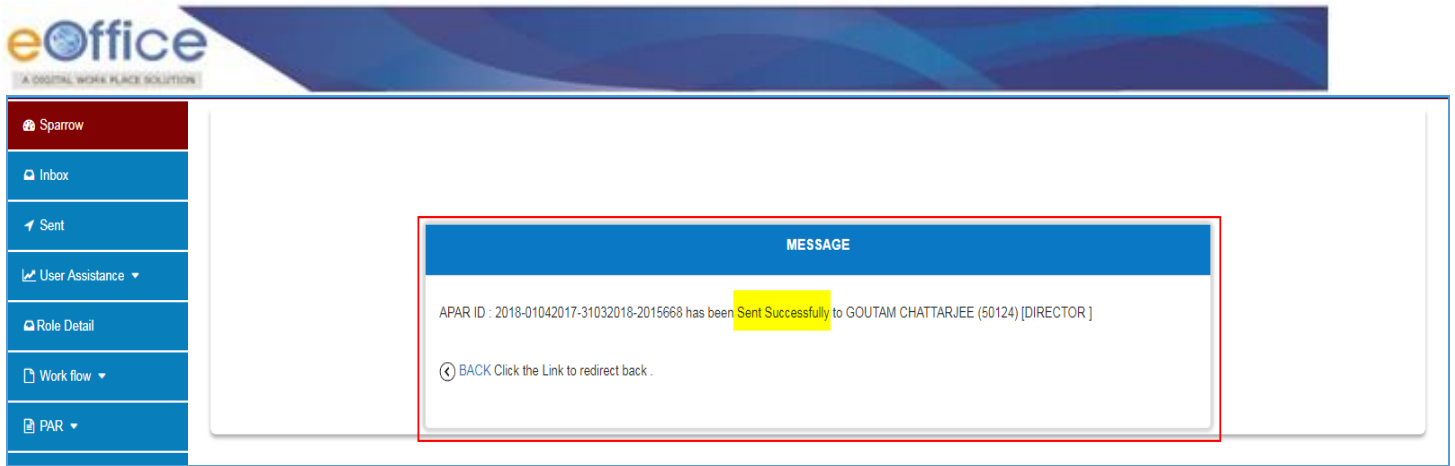 eOffice
A DIGITAL WORK PLACE SOLUTION
Sparrow
Inbox
Sent
User Assistance
Role Detail
Work flow
PAR
MESSAGE
APAR ID : 2018-01042017-31032018-2015668 has been Sent Successfully to GOUTAM CHATTARJEE (50124) [DIRECTOR ]
BACK Click the Link to redirect back .